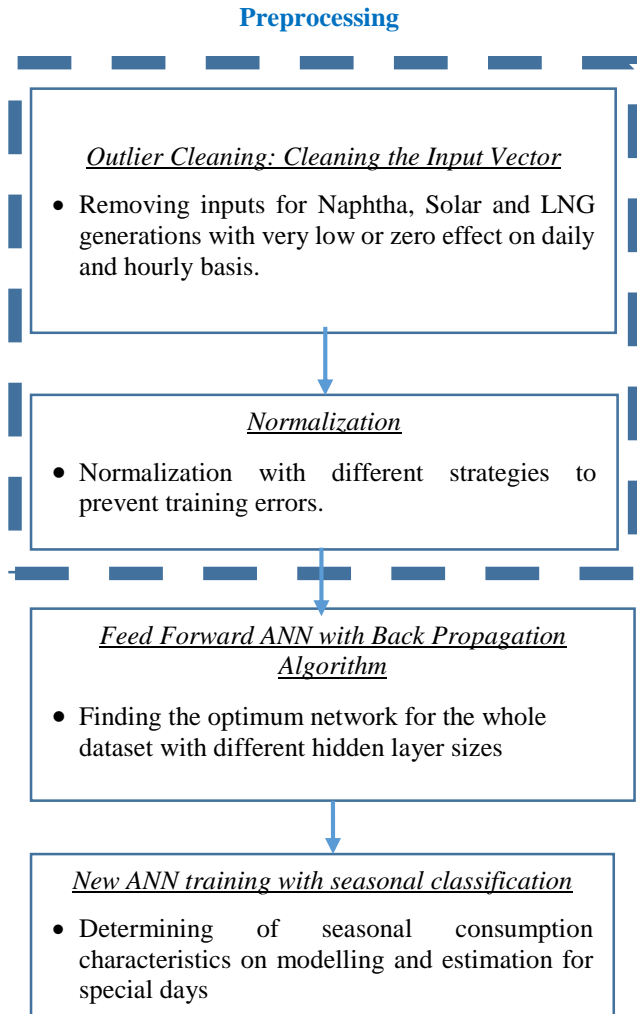 Preprocessing
Outlier Cleaning: Cleaning the Input Vector
• Removing inputs for Naphtha, Solar and LNG
generations with very low or zero effect on daily
and hourly basis.
Normalization
• Normalization with different strategies to
prevent training errors.
Feed Forward ANN with Back Propagation
Algorithm
• Finding the optimum network for the whole
dataset with different hidden layer sizes
New ANN training with seasonal classification
• Determining of seasonal consumption
characteristics on modelling and estimation for
special days